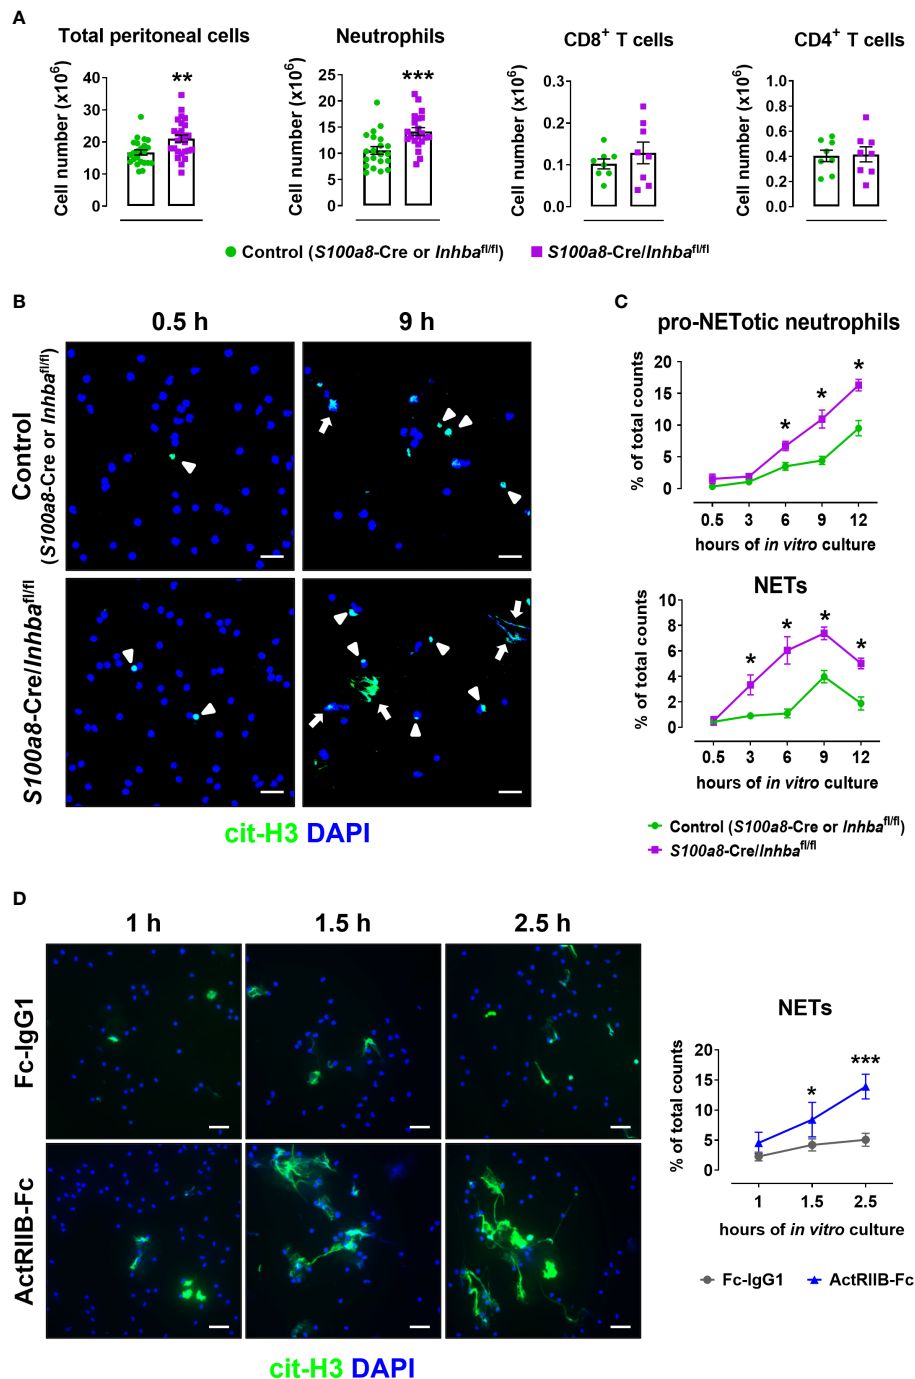 A
Total peritoneal cells
Neutrophils
CD8+ T cells
CD4+ T cells
Cell number (x10⁶)
40
30
20
10
0
**
Cell number (x10⁶)
25
20
15
10
5
0
***
Cell number (x10⁶)
0.3
0.2
0.1
0.0
Cell number (x10⁶)
1.0
0.8
0.6
0.4
0.2
0.0
Control (S100a8-Cre or Inhbafl/fl)
S100a8-Cre/Inhbafl/fl
B
0.5 h
9 h
Control
(S100a8-Cre or Inhbafl/fl)
S100a8-Cre/Inhbafl/fl
cit-H3 DAPI
C
pro-NETotic neutrophils
% of total counts
20
15
10
5
0
* * * *
0.5 3 6 9 12
hours of in vitro culture
NETs
% of total counts
10
8
6
4
2
0
* * * *
0.5 3 6 9 12
hours of in vitro culture
Control (S100a8-Cre or Inhbafl/fl)
S100a8-Cre/Inhbafl/fl
D
1 h
1.5 h
2.5 h
Fc-IgG1
ActRIIB-Fc
cit-H3 DAPI
NETs
% of total counts
20
15
10
5
0
* ***
1 1.5 2.5
hours of in vitro culture
Fc-IgG1
ActRIIB-Fc